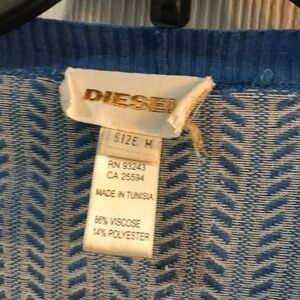 DIESEL
SIZE M
RN 93243
CA 25594
MADE IN TUNISIA
86% VISCOSE
14% POLYESTER